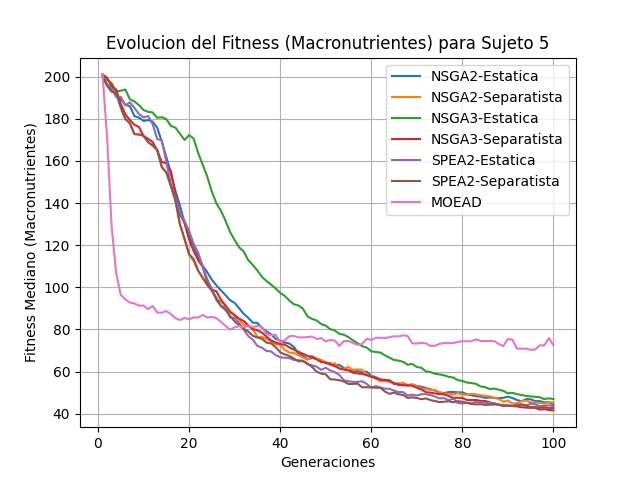 Evolucion del Fitness (Macronutrientes) para Sujeto 5
Fitness Mediano (Macronutrientes)
200
180
160
140
120
100
80
60
40
NSGA2-Estatica
NSGA2-Separatista
NSGA3-Estatica
NSGA3-Separatista
SPEA2-Estatica
SPEA2-Separatista
MOEAD
0 20 40 60 80 100
Generaciones